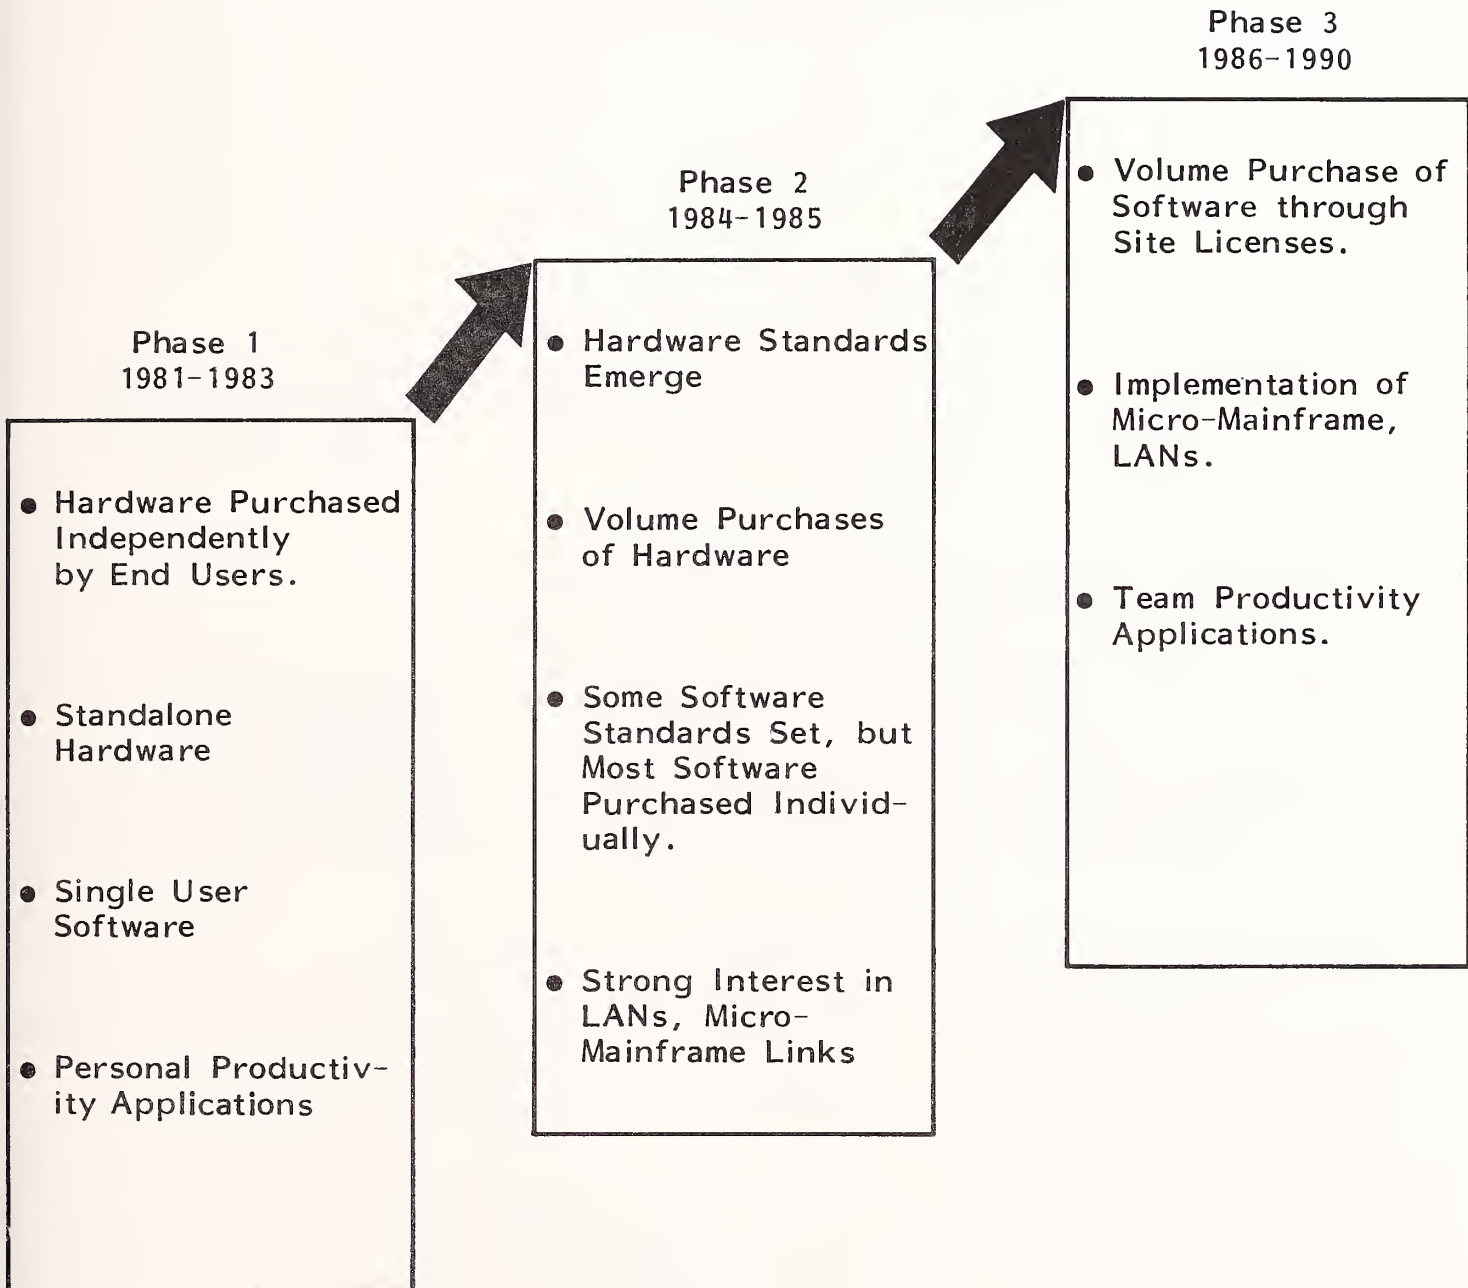 Phase 1
1981-1983
• Hardware Purchased
Independently
by End Users.
• Standalone
Hardware
• Single User
Software
• Personal Productiv-
ity Applications
Phase 2
1984-1985
• Hardware Standards
Emerge
• Volume Purchases
of Hardware
• Some Software
Standards Set, but
Most Software
Purchased Individ-
ually.
• Strong Interest in
LANs, Micro-
Mainframe Links
Phase 3
1986-1990
• Volume Purchase of
Software through
Site Licenses.
• Implementation of
Micro-Mainframe,
LANs.
• Team Productivity
Applications.